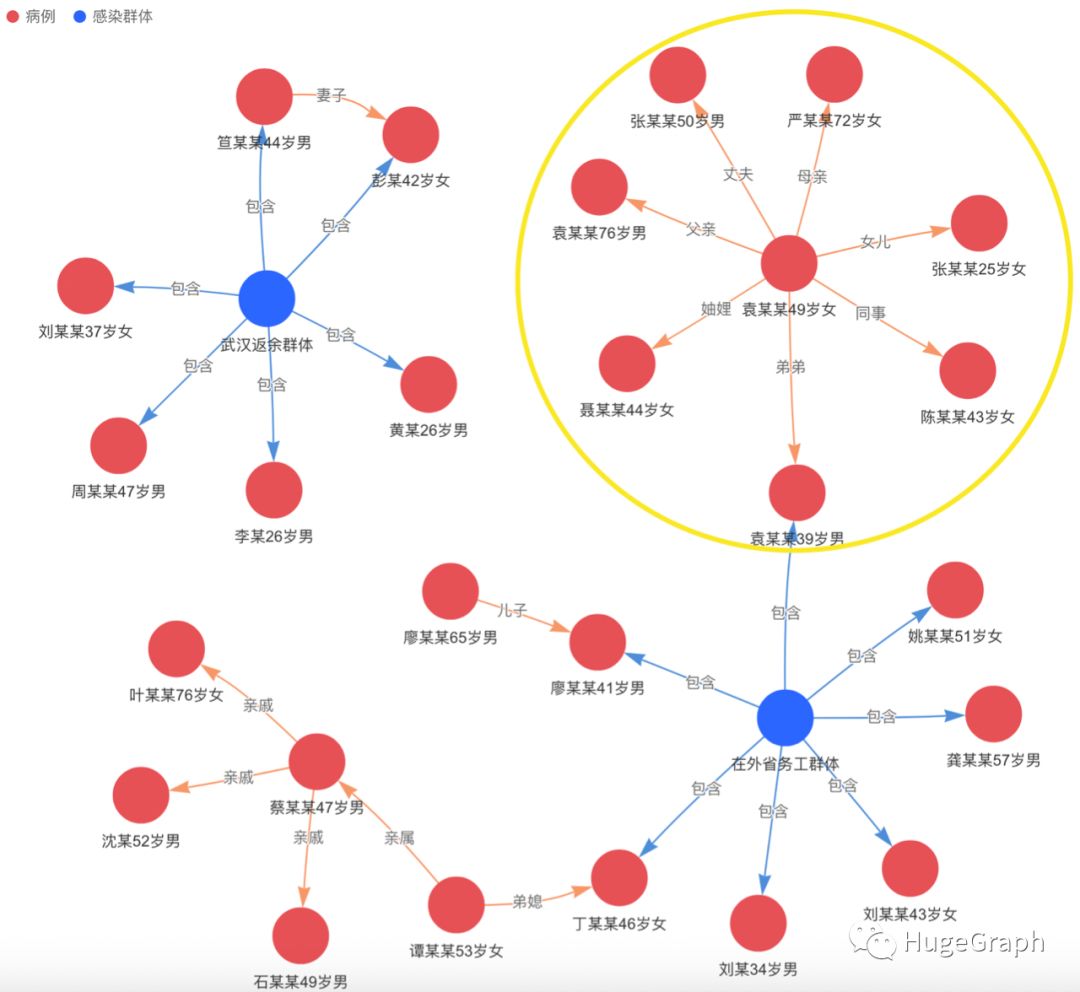 病例
感染群体
妻子
笪某某44岁男
彭某42岁女
包含
包含
包含
刘某某37岁女
武汉返余群体
包含
包含
包含
黄某26岁男
周某某47岁男
李某26岁男
张某某50岁男
严某某72岁女
丈夫
母亲
袁某某76岁男
父亲
女儿
张某某25岁女
袁某某49岁女
妯娌
同事
弟弟
聂某某44岁女
陈某某43岁女
袁某某39岁男
包含
儿子
廖某某65岁男
廖某某41岁男
包含
包含
姚某某51岁女
包含
龚某某57岁男
在外省务工群体
包含
包含
包含
叶某某76岁女
亲戚
亲戚
蔡某某47岁男
沈某52岁男
亲戚
亲属
弟媳
丁某某46岁女
刘某某43岁女
谭某某53岁女
石某某49岁男
刘某34岁男
HugeGraph